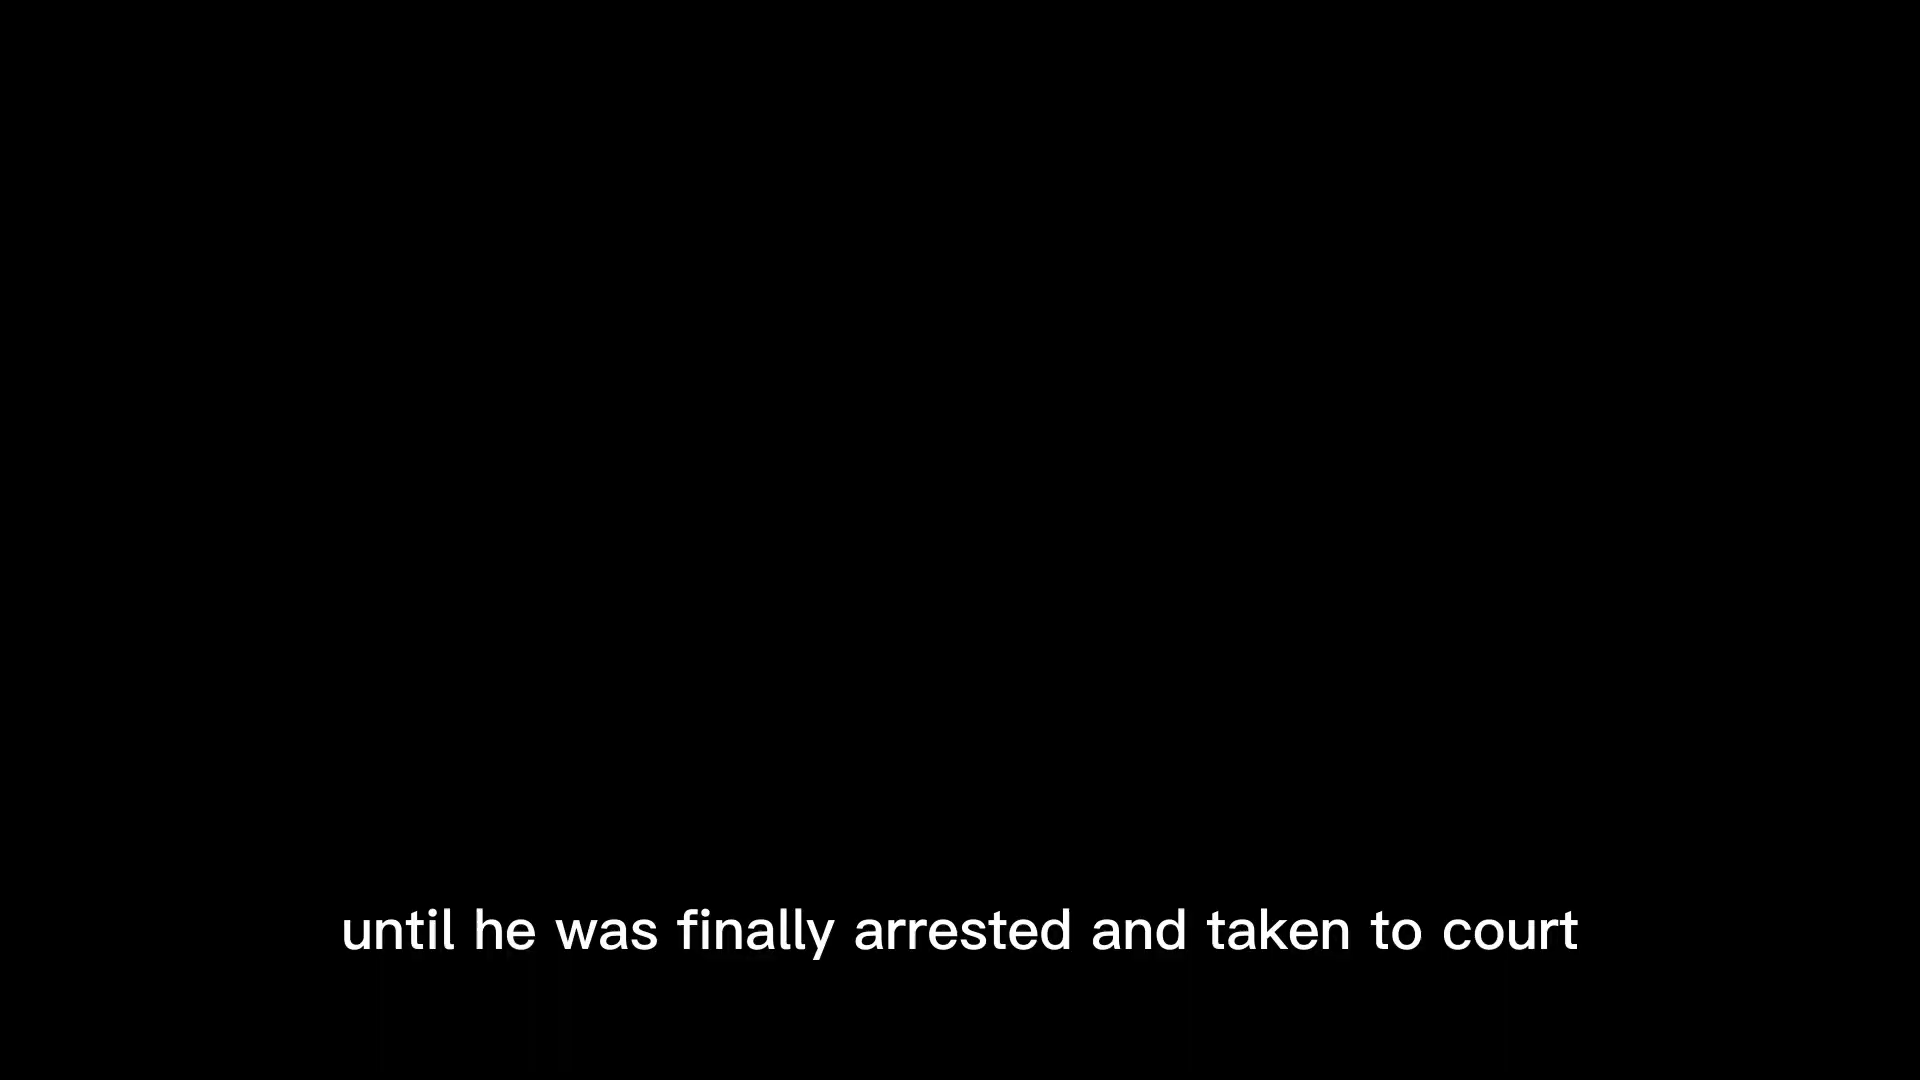 until he was finally arrested and taken to court